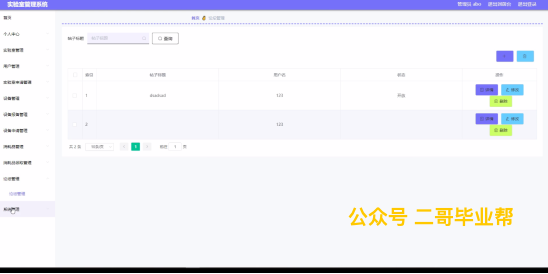 实验室管理系统
管理员 abo 退出到前台 退出登录
首页
个人中心
实验室管理
用户管理
实验室申请管理
设备管理
设备报备管理
设备申请管理
消耗品管理
消耗品领取管理
论坛管理
论坛管理
系统管理
首页 论坛管理
帖子标题 帖子标题 查询
索引 帖子标题 用户名 状态 操作
1 123 开放 详情 修改 删除
2 123 详情 修改 删除
共 2 条 10条/页 1 前往 1 页
公众号 二哥毕业帮